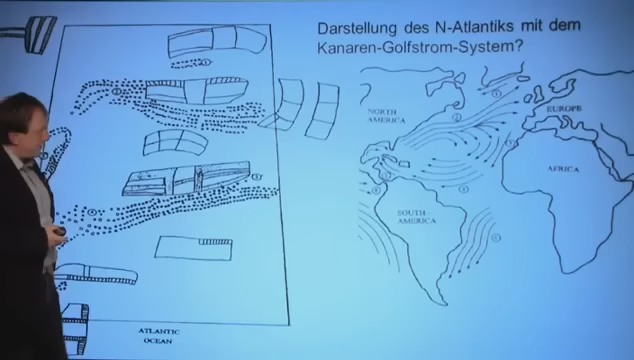 Darstellung des N-Atlantiks mit dem
Kanaren-Golfstrom-System?
NORTH
AMERICA
EUROPE
AFRICA
SOUTH
AMERICA
ATLANTIC
OCEAN